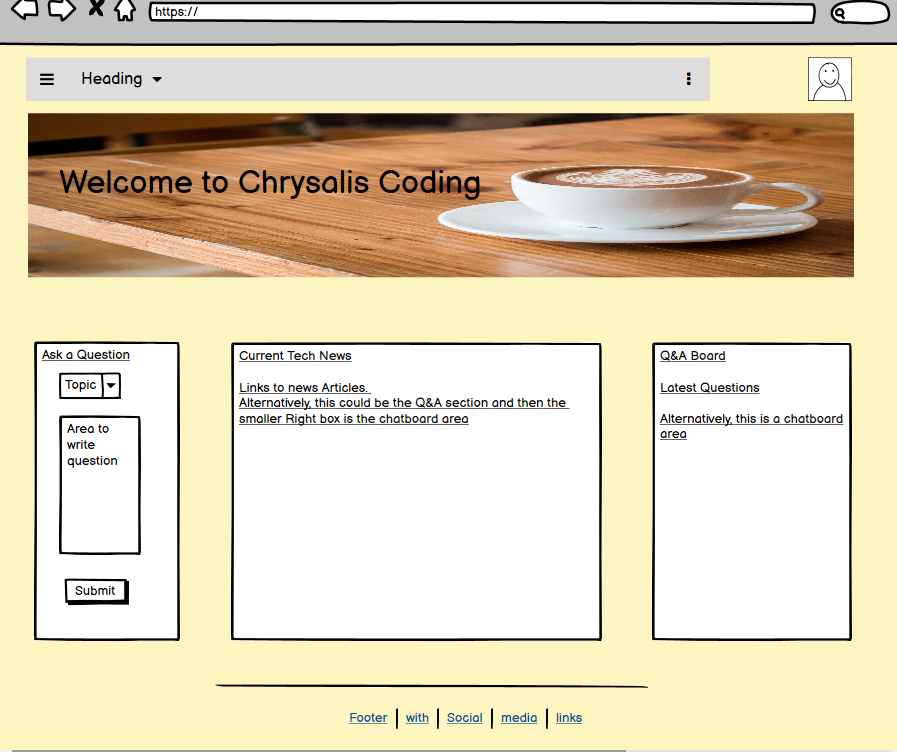 https://
Heading
Welcome to Chrysalis Coding
Ask a Question
Topic
Area to
write
question
Submit
Current Tech News
Links to news Articles.
Alternatively, this could be the Q&A section and then the
smaller Right box is the chatboard area
Q&A Board
Latest Questions
Alternatively, this is a chatboard
area
Footer | with | Social | media | links